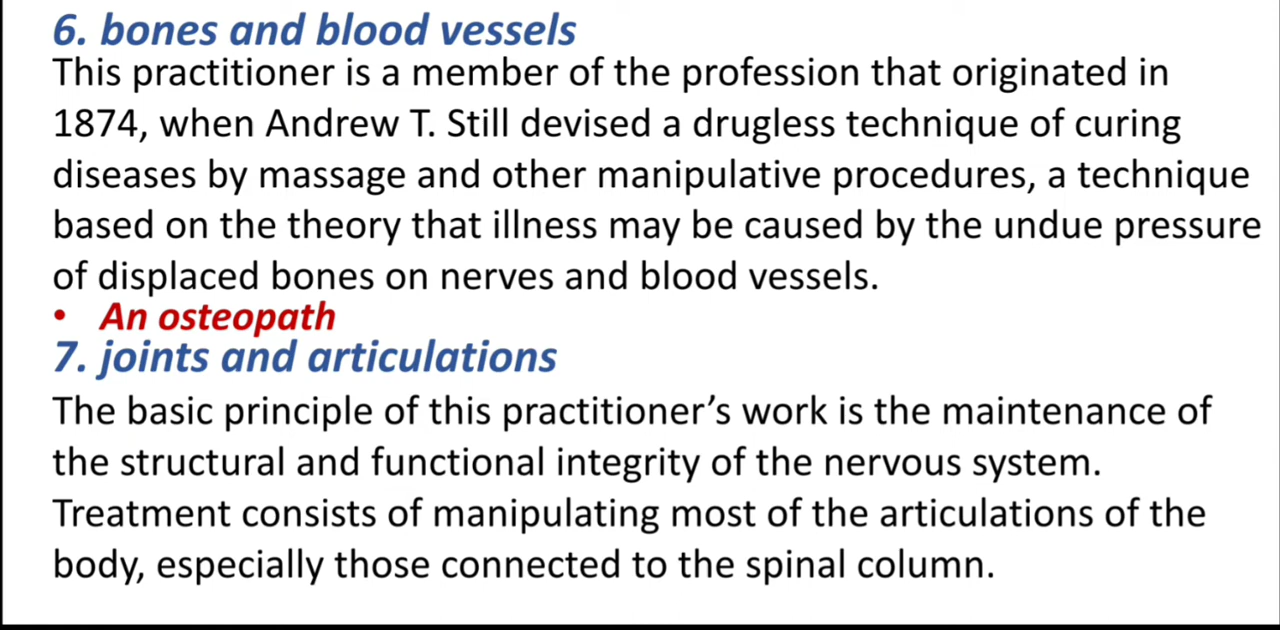 6. bones and blood vessels
This practitioner is a member of the profession that originated in
1874, when Andrew T. Still devised a drugless technique of curing
diseases by massage and other manipulative procedures, a technique
based on the theory that illness may be caused by the undue pressure
of displaced bones on nerves and blood vessels.
• An osteopath
7. joints and articulations
The basic principle of this practitioner’s work is the maintenance of
the structural and functional integrity of the nervous system.
Treatment consists of manipulating most of the articulations of the
body, especially those connected to the spinal column.